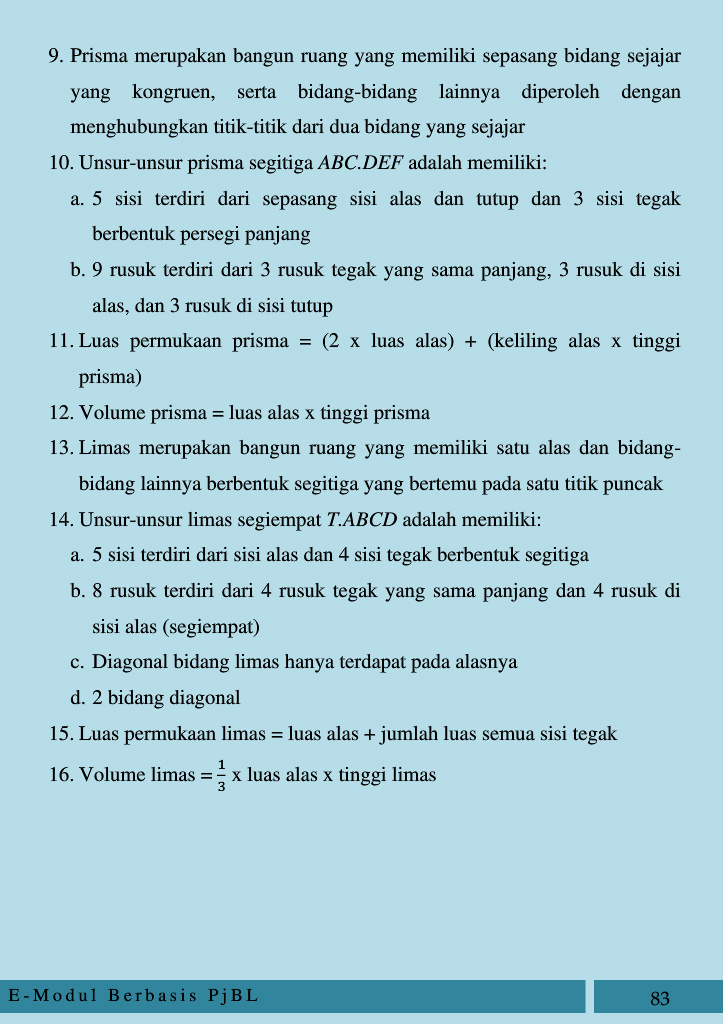 9. Prisma merupakan bangun ruang yang memiliki sepasang bidang sejajar
yang kongruen, serta bidang-bidang lainnya diperoleh dengan
menghubungkan titik-titik dari dua bidang yang sejajar
10. Unsur-unsur prisma segitiga ABC.DEF adalah memiliki:
a. 5 sisi terdiri dari sepasang sisi alas dan tutup dan 3 sisi tegak
berbentuk persegi panjang
b. 9 rusuk terdiri dari 3 rusuk tegak yang sama panjang, 3 rusuk di sisi
alas, dan 3 rusuk di sisi tutup
11. Luas permukaan prisma = (2 x luas alas) + (keliling alas x tinggi
prisma)
12. Volume prisma = luas alas x tinggi prisma
13. Limas merupakan bangun ruang yang memiliki satu alas dan bidang-
bidang lainnya berbentuk segitiga yang bertemu pada satu titik puncak
14. Unsur-unsur limas segiempat T.ABCD adalah memiliki:
a. 5 sisi terdiri dari sisi alas dan 4 sisi tegak berbentuk segitiga
b. 8 rusuk terdiri dari 4 rusuk tegak yang sama panjang dan 4 rusuk di
sisi alas (segiempat)
c. Diagonal bidang limas hanya terdapat pada alasnya
d. 2 bidang diagonal
15. Luas permukaan limas = luas alas + jumlah luas semua sisi tegak
16. Volume limas = 1/3 x luas alas x tinggi limas
E-Modul Berbasis PjBL
83